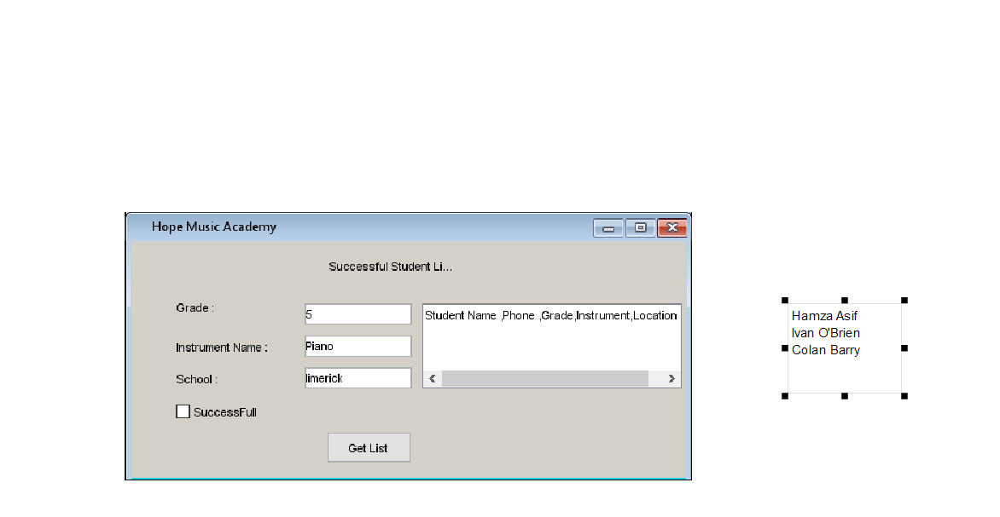 Hope Music Academy
Successful Student Li...
Grade :
5
Student Name ,Phone ,Grade,Instrument,Location
Instrument Name :
Piano
School :
limerick
SuccessFull
Get List
Hamza Asif
Ivan O'Brien
Colan Barry